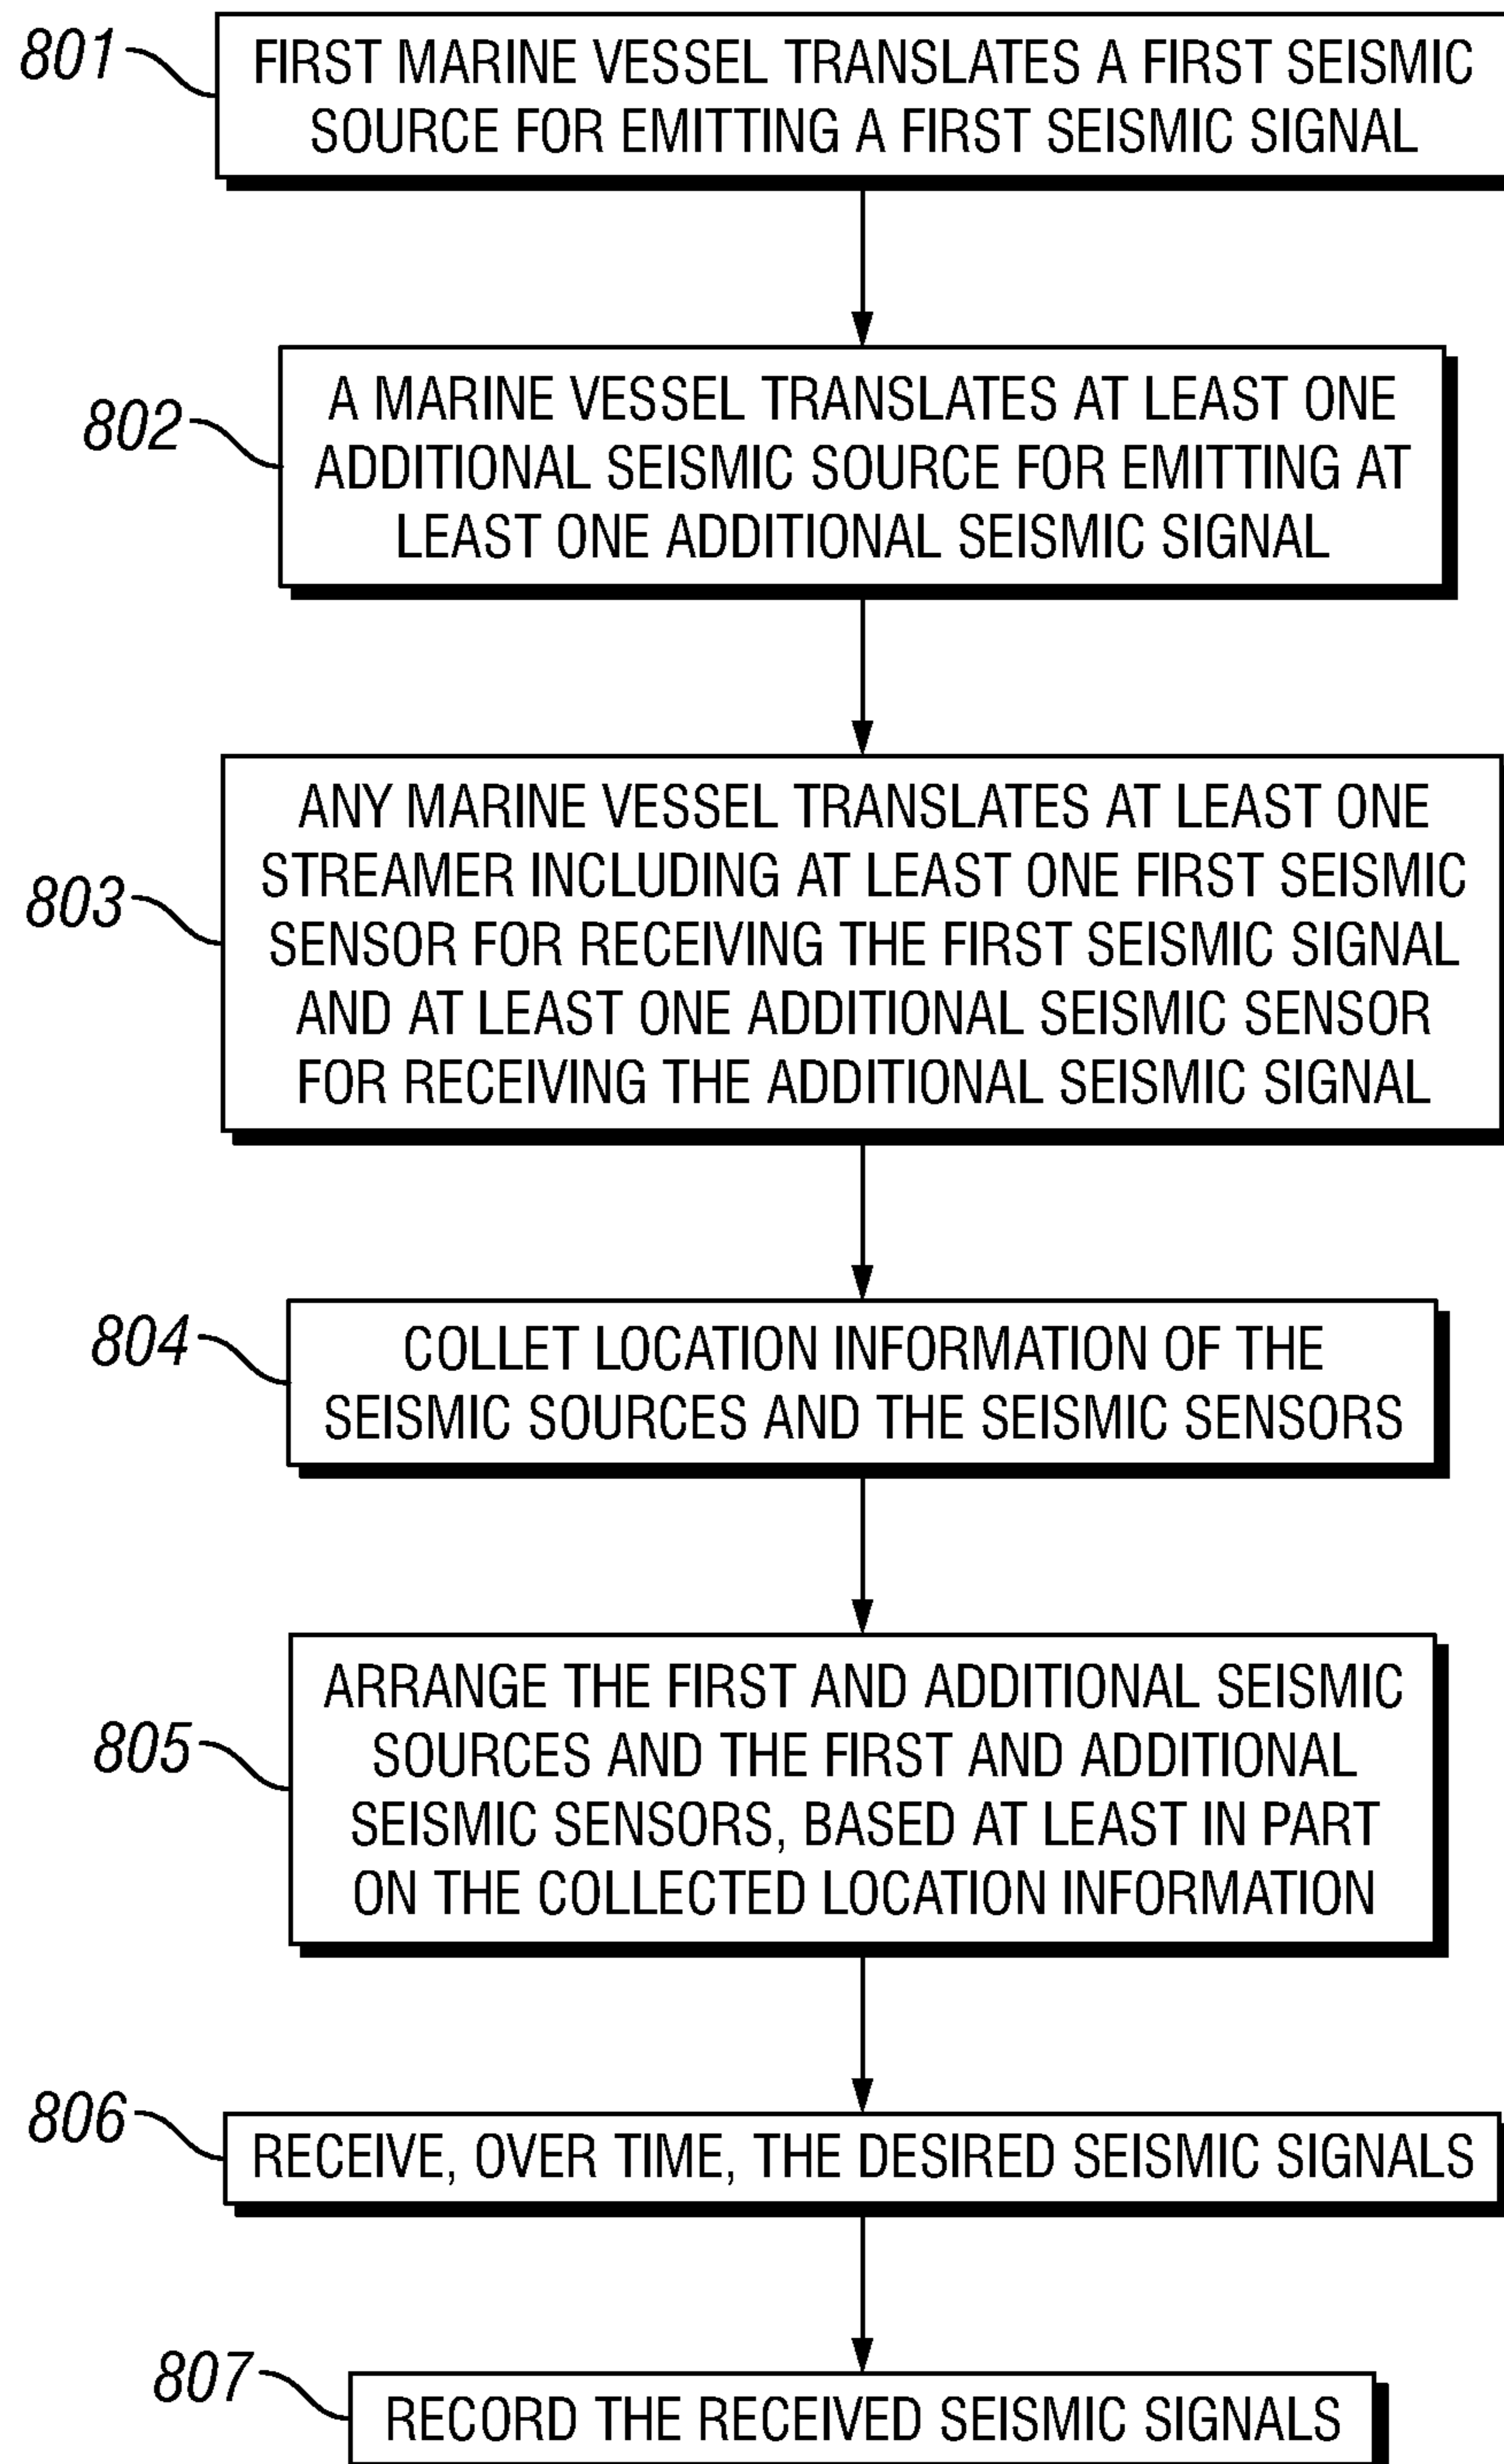 801
FIRST MARINE VESSEL TRANSLATES A FIRST SEISMIC
SOURCE FOR EMITTING A FIRST SEISMIC SIGNAL
802
A MARINE VESSEL TRANSLATES AT LEAST ONE
ADDITIONAL SEISMIC SOURCE FOR EMITTING AT
LEAST ONE ADDITIONAL SEISMIC SIGNAL
803
ANY MARINE VESSEL TRANSLATES AT LEAST ONE
STREAMER INCLUDING AT LEAST ONE FIRST SEISMIC
SENSOR FOR RECEIVING THE FIRST SEISMIC SIGNAL
AND AT LEAST ONE ADDITIONAL SEISMIC SENSOR
FOR RECEIVING THE ADDITIONAL SEISMIC SIGNAL
804
COLLET LOCATION INFORMATION OF THE
SEISMIC SOURCES AND THE SEISMIC SENSORS
805
ARRANGE THE FIRST AND ADDITIONAL SEISMIC
SOURCES AND THE FIRST AND ADDITIONAL
SEISMIC SENSORS, BASED AT LEAST IN PART
ON THE COLLECTED LOCATION INFORMATION
806
RECEIVE, OVER TIME, THE DESIRED SEISMIC SIGNALS
807
RECORD THE RECEIVED SEISMIC SIGNALS